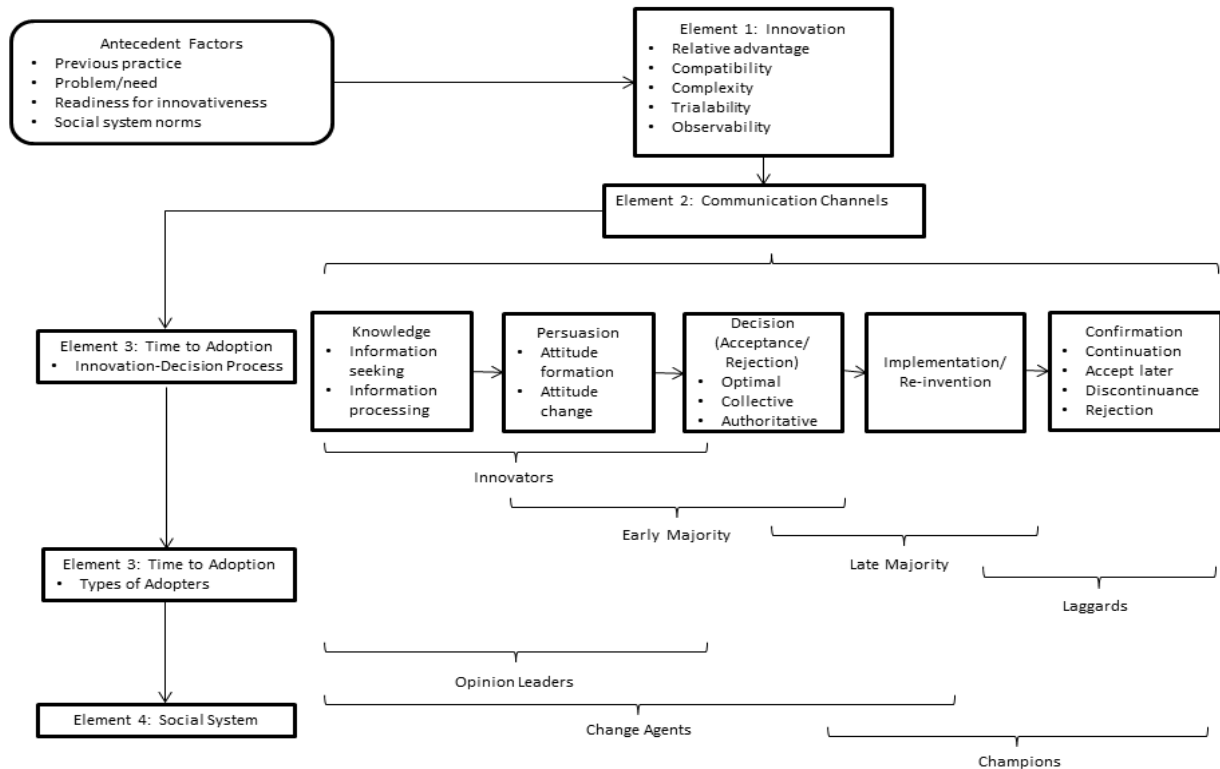 Antecedent Factors
• Previous practice
• Problem/need
• Readiness for innovativeness
• Social system norms
Element 1: Innovation
• Relative advantage
• Compatibility
• Complexity
• Trialability
• Observability
Element 2: Communication Channels
Element 3: Time to Adoption
• Innovation-Decision Process
Knowledge
• Information
seeking
• Information
processing
Persuasion
• Attitude
formation
• Attitude
change
Decision
(Acceptance/
Rejection)
• Optimal
• Collective
• Authoritative
Implementation/
Re-invention
Confirmation
• Continuation
• Accept later
• Discontinuance
• Rejection
Innovators
Early Majority
Late Majority
Laggards
Element 3: Time to Adoption
• Types of Adopters
Opinion Leaders
Change Agents
Champions
Element 4: Social System